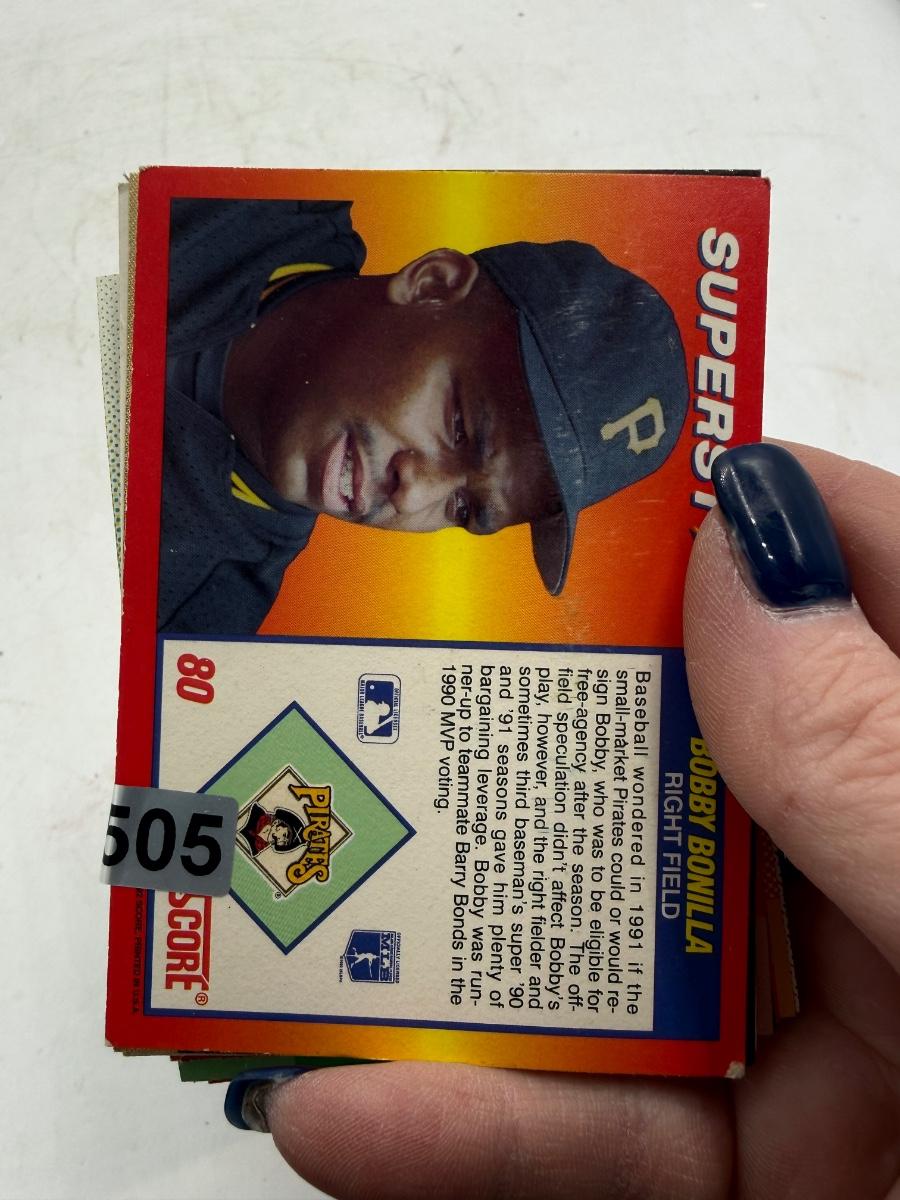 SUPERST
BOBBY BONILLA
RIGHT FIELD
Baseball wondered in 1991 if the
small-market Pirates could or would re-
sign Bobby, who was to be eligible for
free-agency after the season. The off-
field speculation didn't affect Bobby's
play, however, and the right fielder and
sometimes third baseman's super '90
and '91 seasons gave him plenty of
bargaining leverage. Bobby was run-
ner-up to teammate Barry Bonds in the
1990 MVP voting.
P
PIRATES
®
80
505
SCORE®
SCORE PRINTED IN U.S.A.